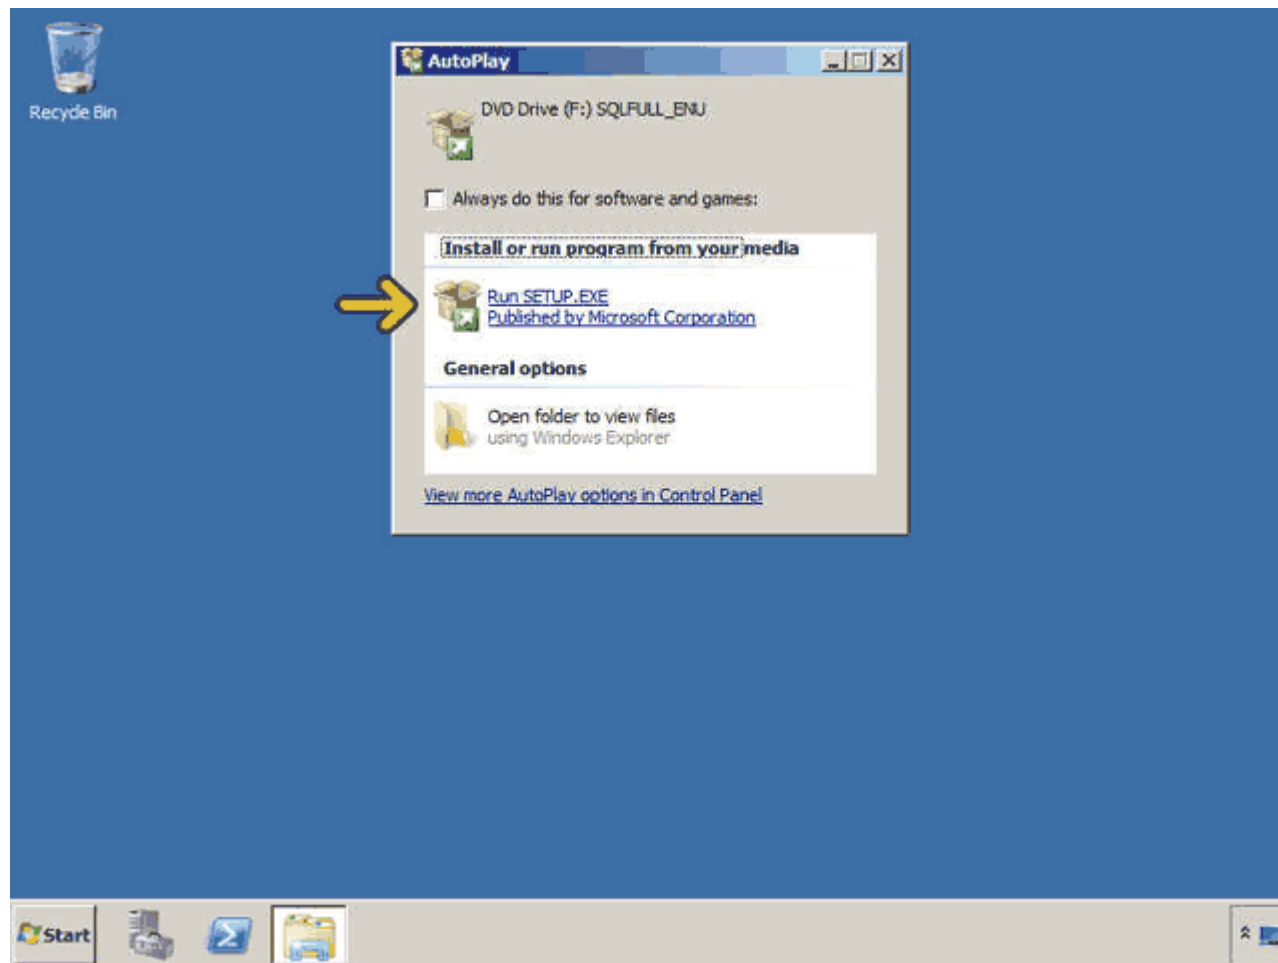 Recycle Bin
AutoPlay
DVD Drive (F:) SQLFULL_ENU
Always do this for software and games:
Install or run program from your media
Run SETUP.EXE
Published by Microsoft Corporation
General options
Open folder to view files
using Windows Explorer
View more AutoPlay options in Control Panel
Start